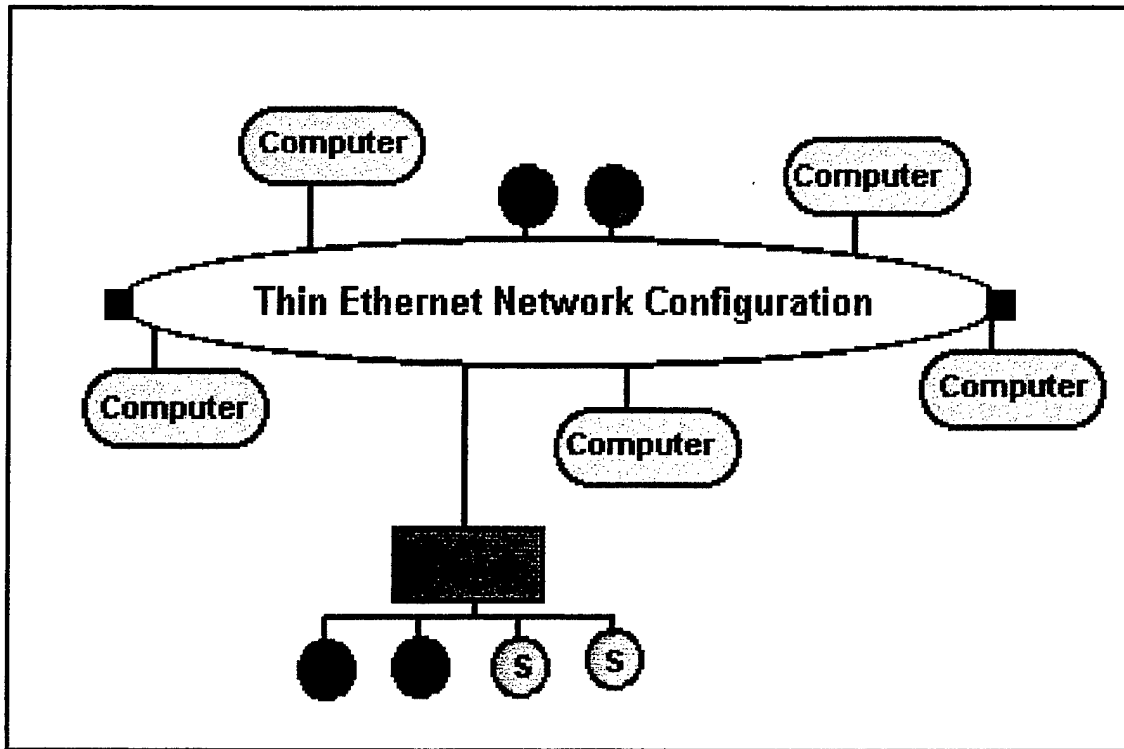 Computer
Computer
Thin Ethernet Network Configuration
Computer
Computer
Computer
S
S